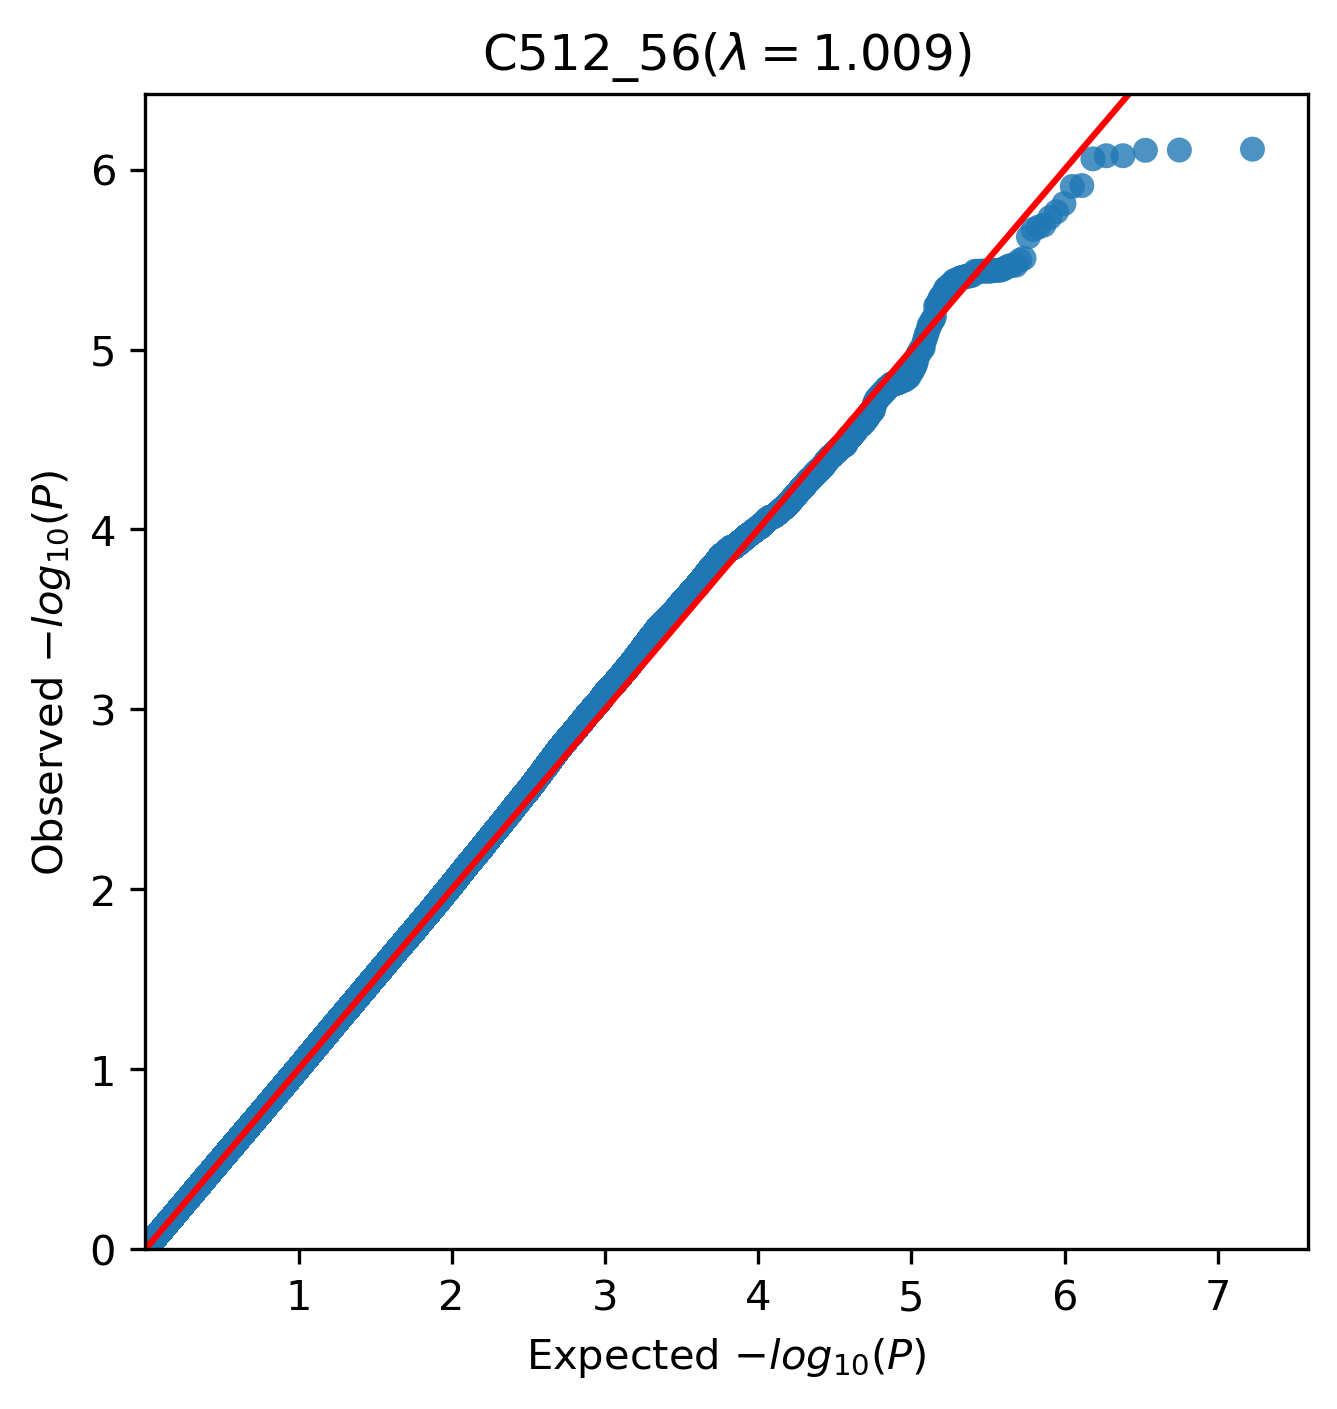 C512_56(λ = 1.009)
Observed −log₁₀(P)
6
5
4
3
2
1
0
1 2 3 4 5 6 7
Expected −log₁₀(P)